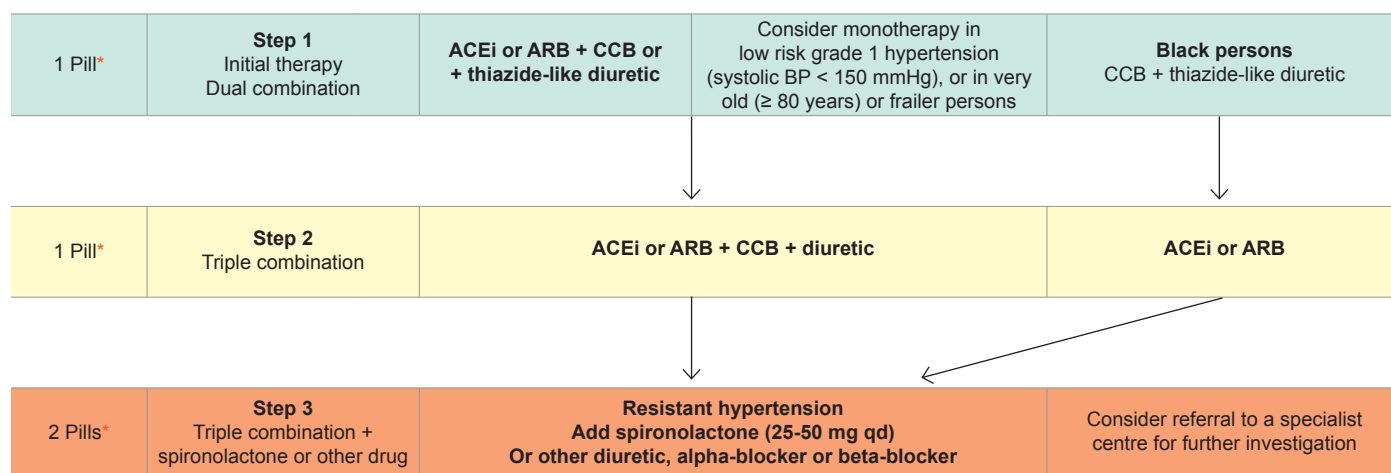 1 Pill*
Step 1
Initial therapy
Dual combination
ACEi or ARB + CCB or
+ thiazide-like diuretic
Consider monotherapy in
low risk grade 1 hypertension
(systolic BP < 150 mmHg), or in very
old (≥ 80 years) or frailer persons
Black persons
CCB + thiazide-like diuretic
1 Pill*
Step 2
Triple combination
ACEi or ARB + CCB + diuretic
ACEi or ARB
2 Pills*
Step 3
Triple combination +
spironolactone or other drug
Resistant hypertension
Add spironolactone (25-50 mg qd)
Or other diuretic, alpha-blocker or beta-blocker
Consider referral to a specialist
centre for further investigation